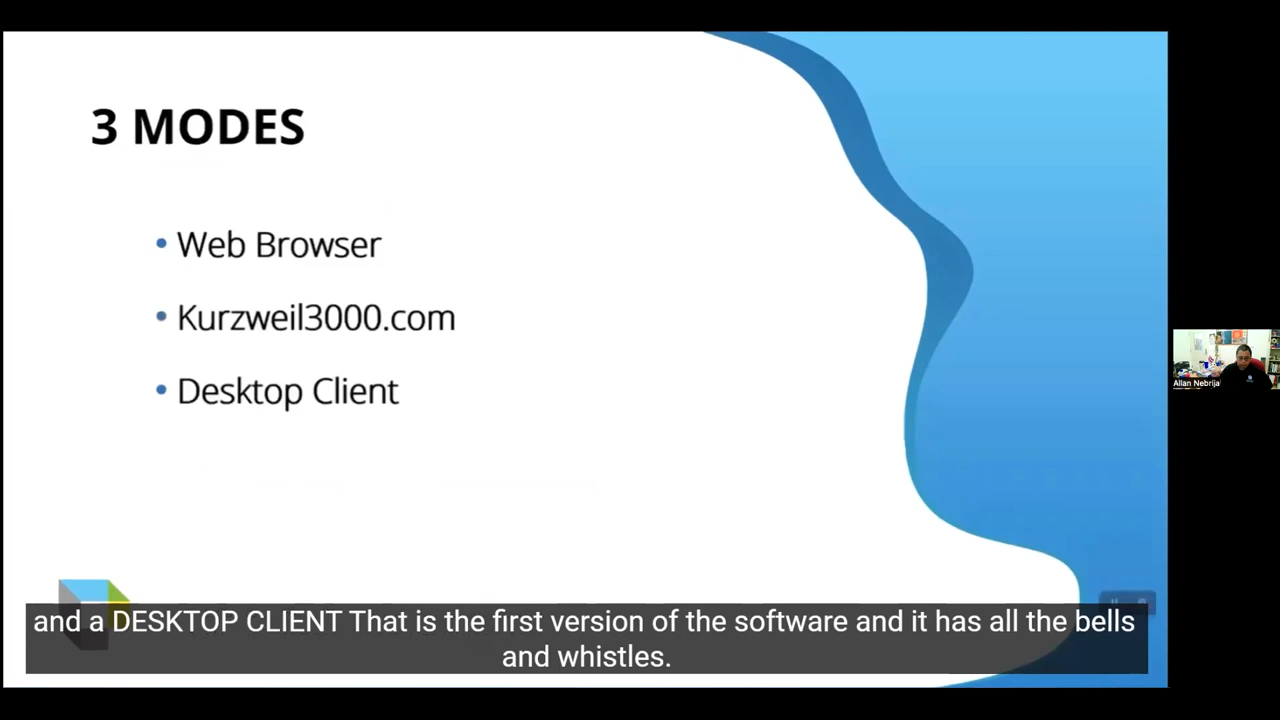 3 MODES
• Web Browser
• Kurzweil3000.com
• Desktop Client
Allan Nebrija
and a DESKTOP CLIENT That is the first version of the software and it has all the bells
and whistles.